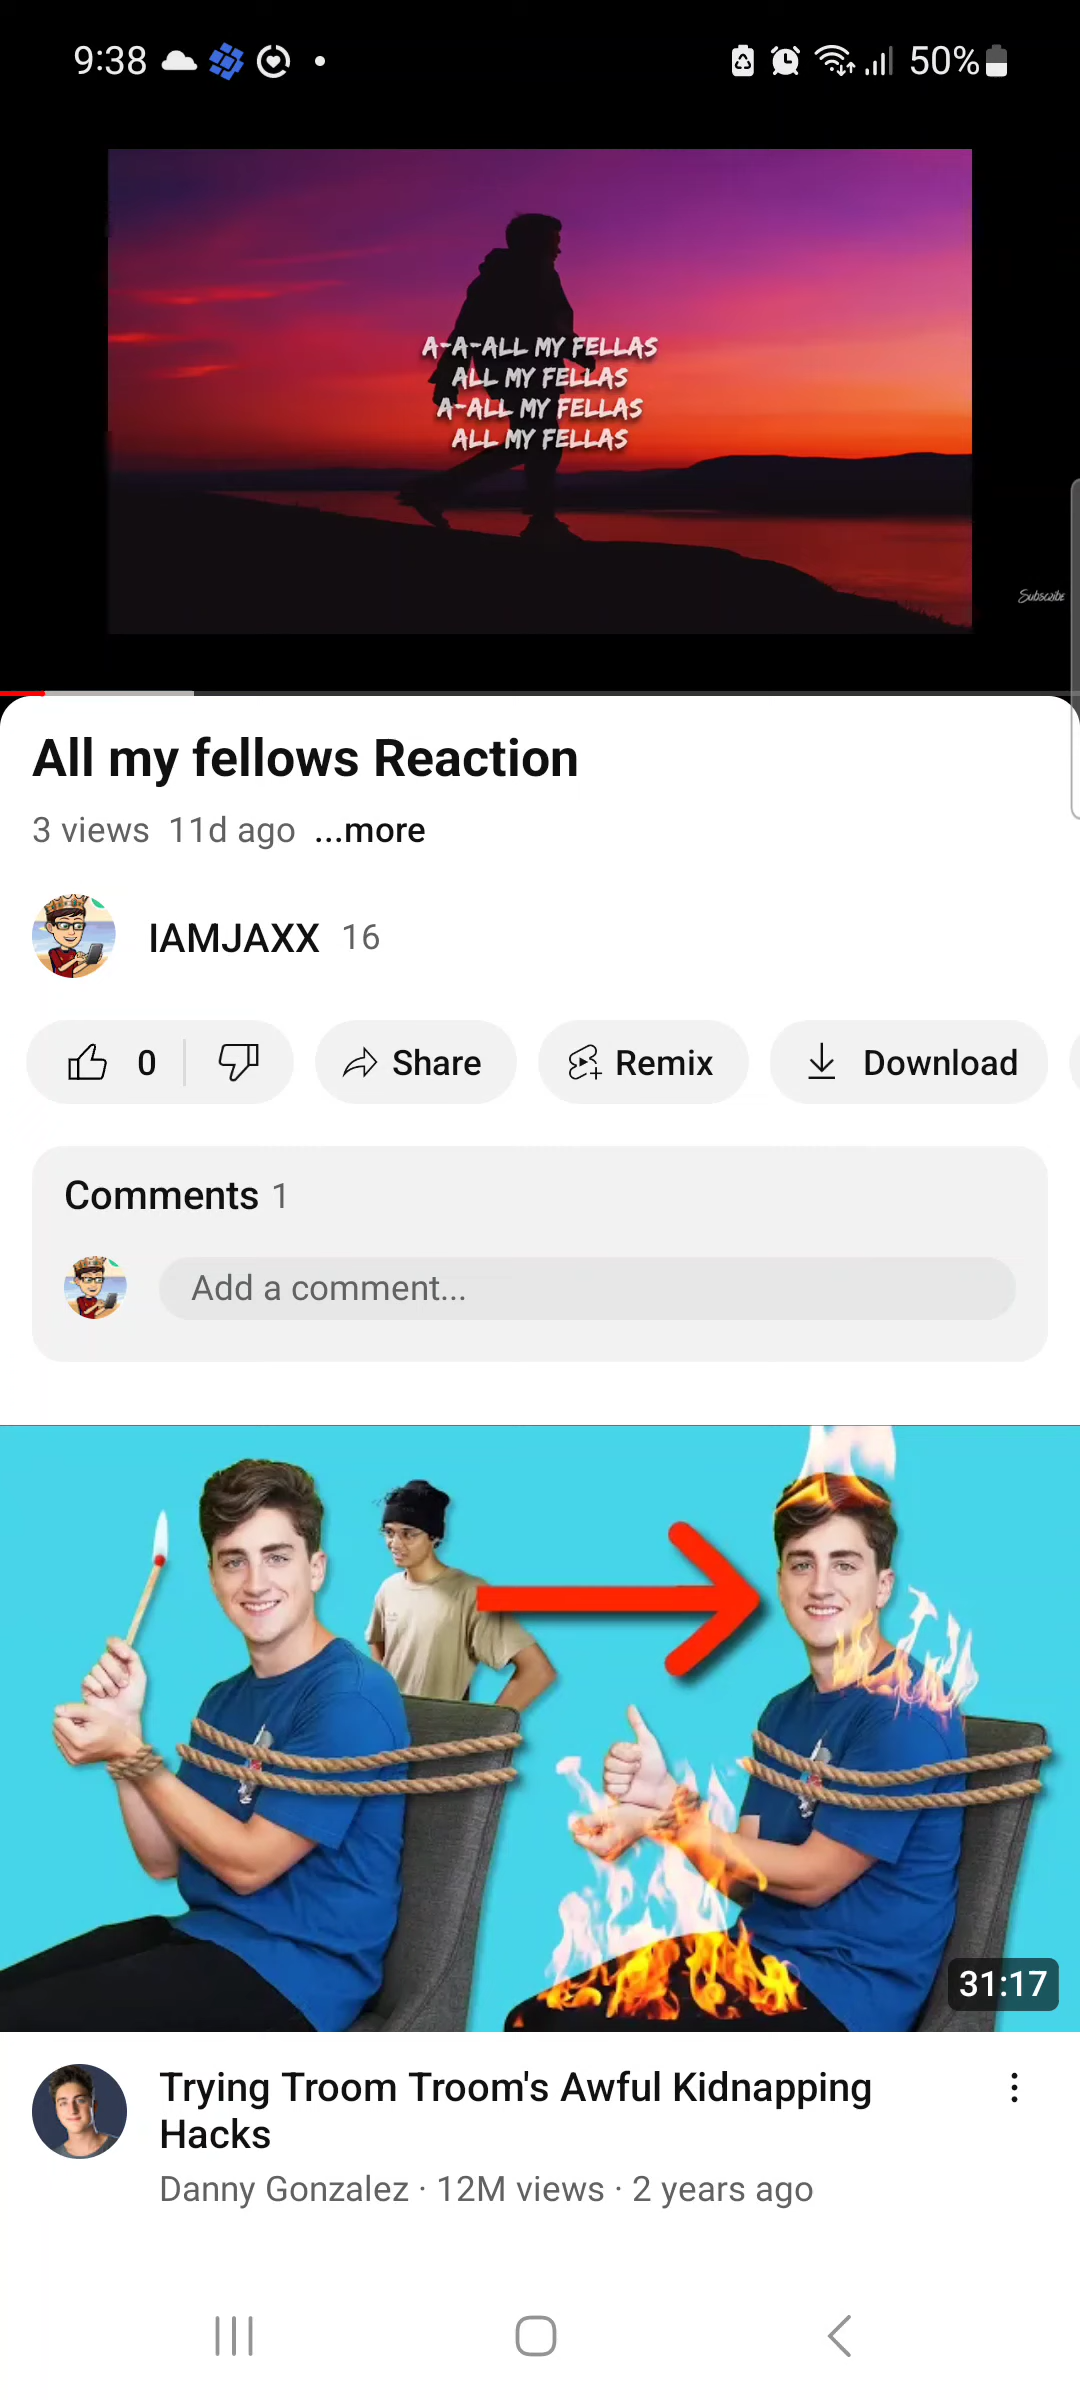 9:38
50%
A-A-ALL MY FELLAS
ALL MY FELLAS
A-ALL MY FELLAS
ALL MY FELLAS
Subscribe
All my fellows Reaction
3 views 11d ago ...more
IAMJAXX 16
0 Share Remix Download
Comments 1
Add a comment...
31:17
Trying Troom Troom's Awful Kidnapping
Hacks
Danny Gonzalez · 12M views · 2 years ago